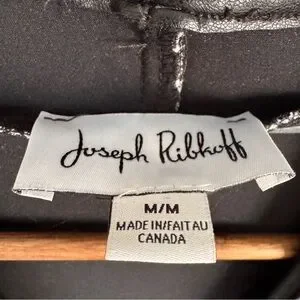 Joseph Ribkoff
M/M
MADE IN/FAIT AU
CANADA